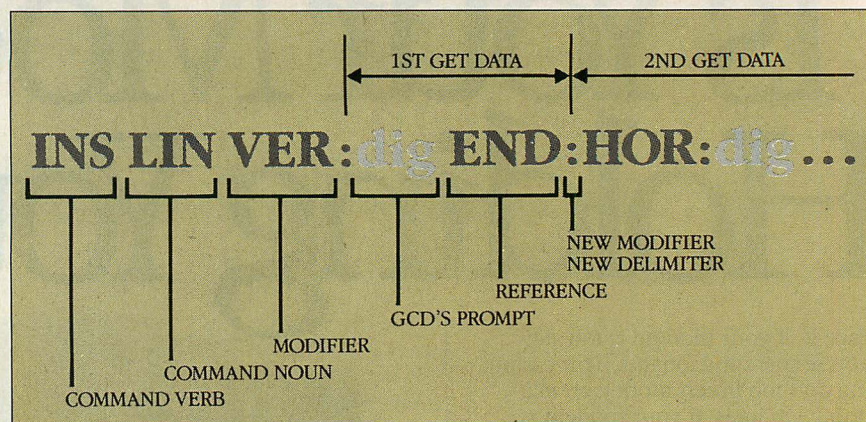 1ST GET DATA 2ND GET DATA
INS LIN VER:dig END:HOR:dig...
NEW MODIFIER
NEW DELIMITER
REFERENCE
GCD'S PROMPT
MODIFIER
COMMAND NOUN
COMMAND VERB